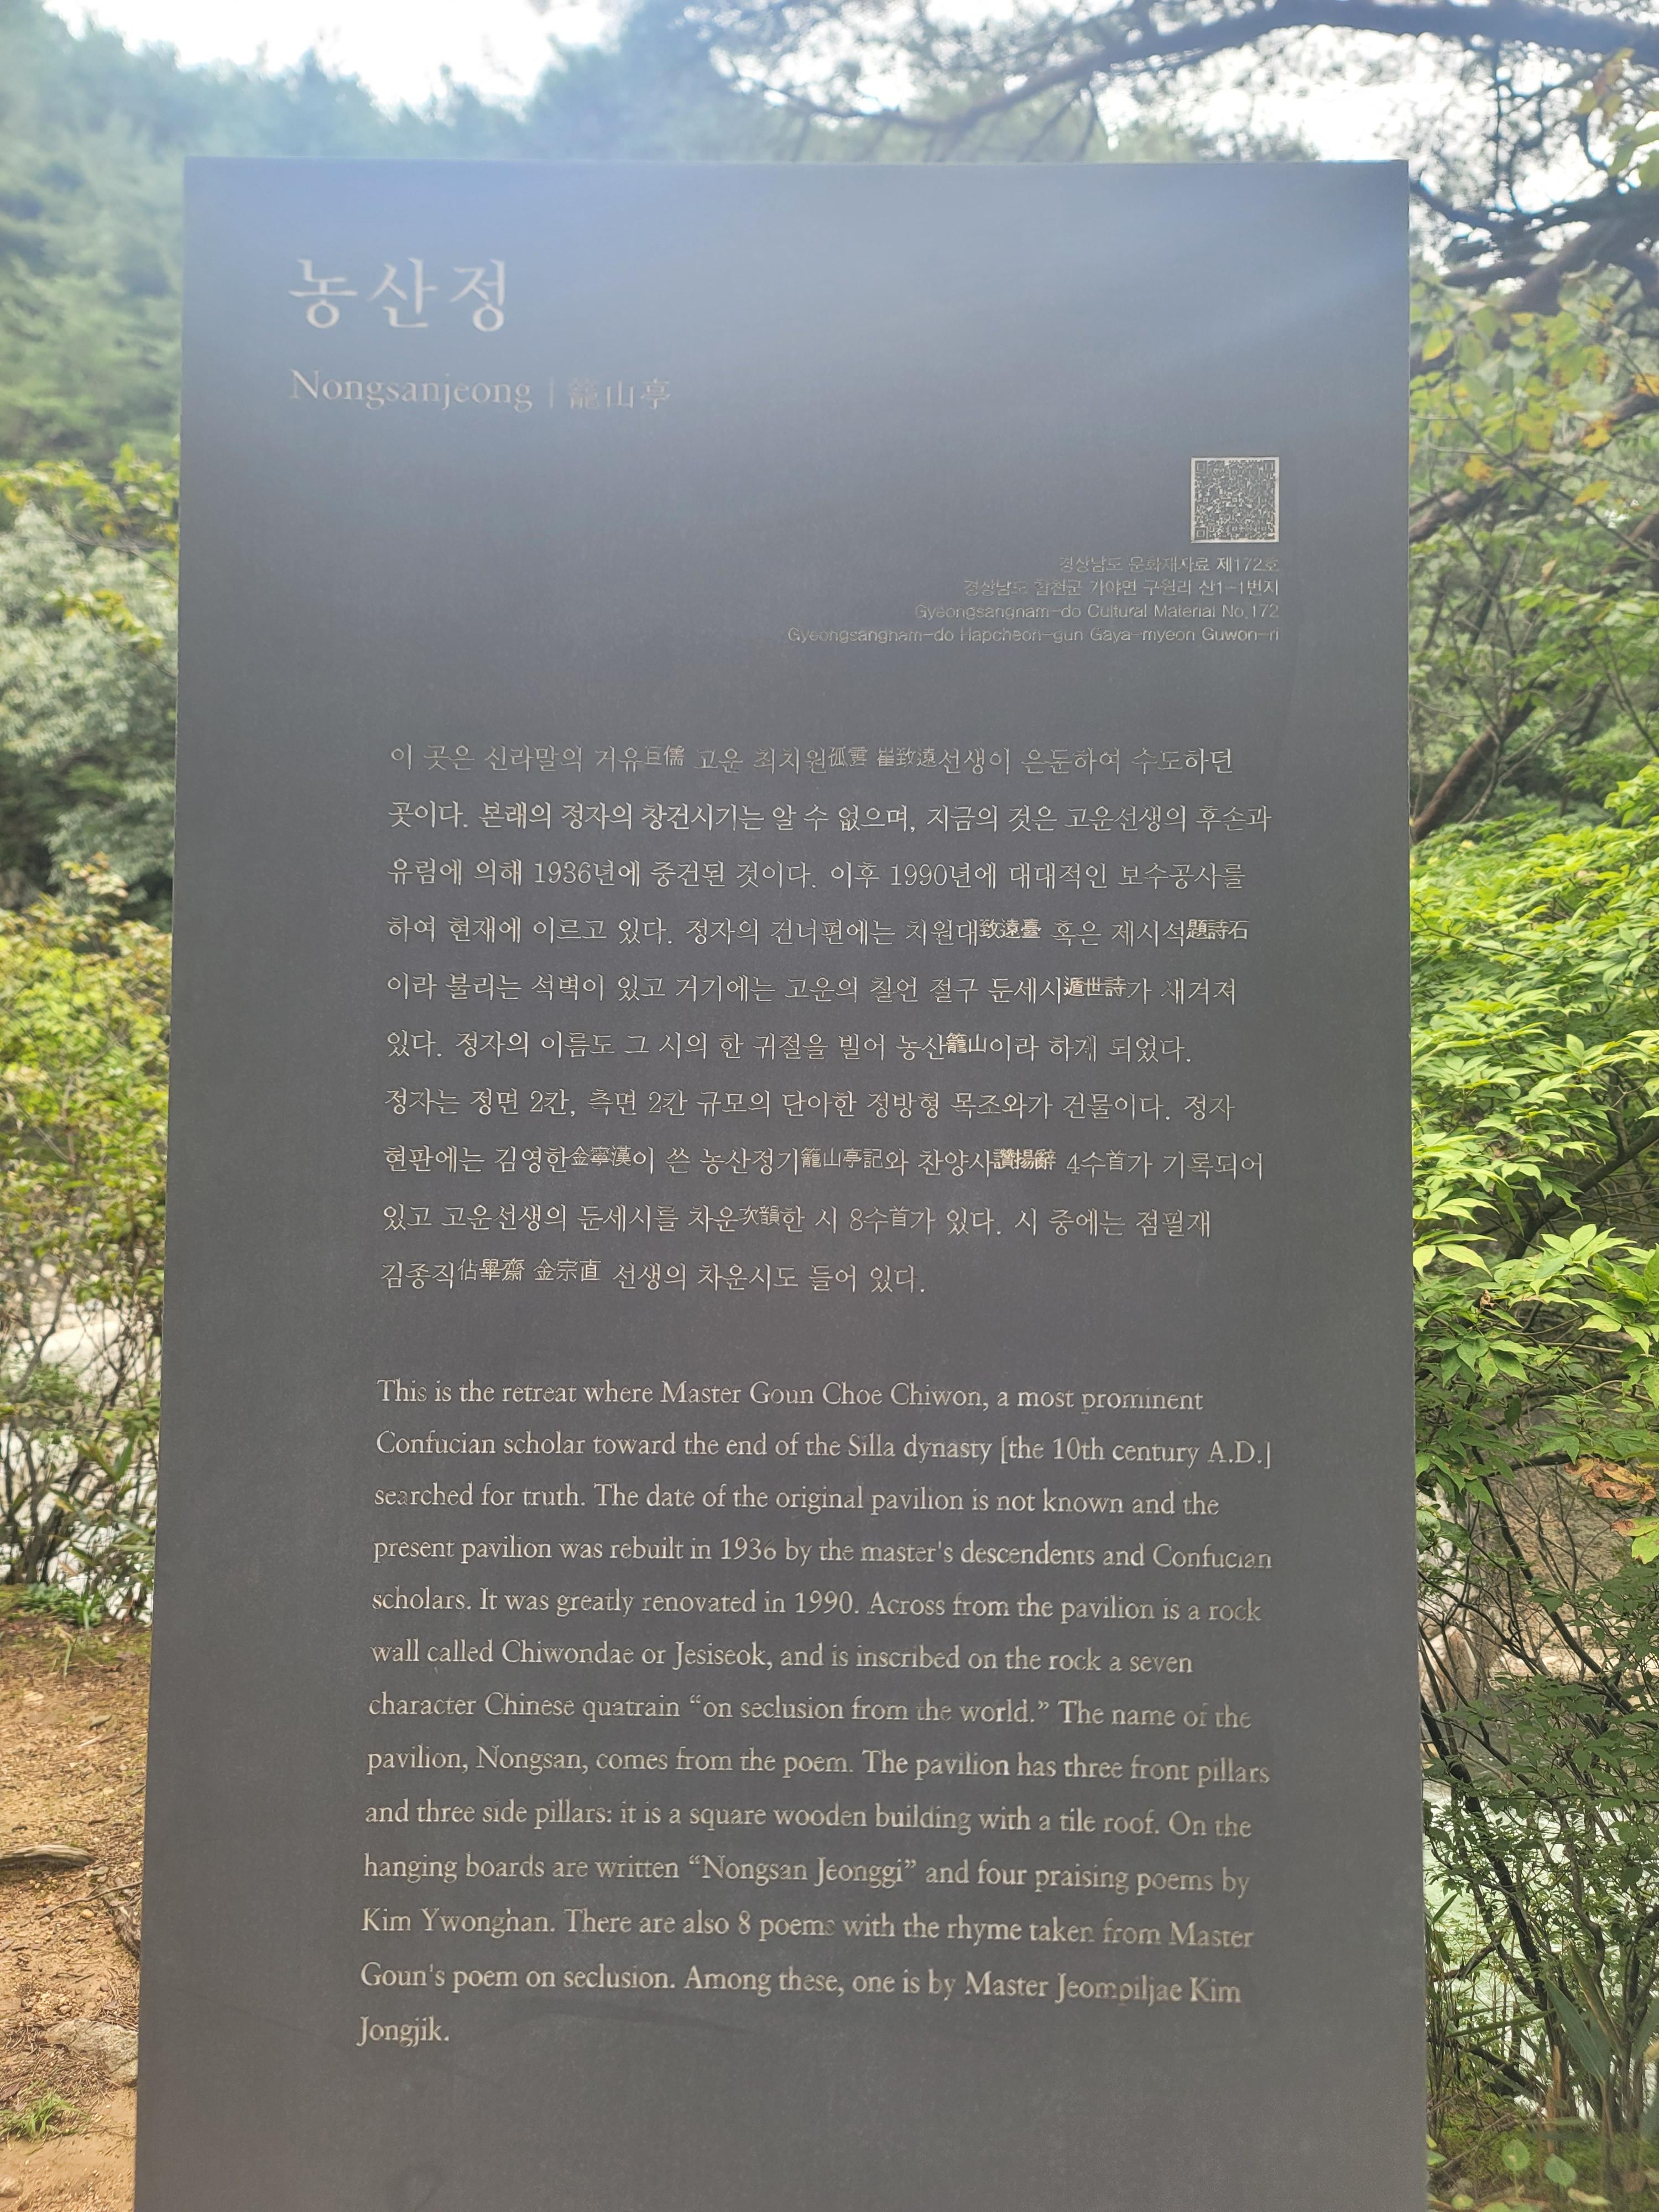 농산정
Nongsanjeong | 籠山亭
경상남도 문화재자료 제172호
경상남도 합천군 가야면 구원리 산1-1번지
Gyeongsangnam-do Cultural Material No.172
Gyeongsangnam-do Hapcheon-gun Gaya-myeon Guwon-ri
이 곳은 신라말의 거유巨儒 고운 최치원孤雲 崔致遠선생이 은둔하여 수도하던
곳이다. 본래의 정자의 창건시기는 알 수 없으며, 지금의 것은 고운선생의 후손과
유림에 의해 1936년에 중건된 것이다. 이후 1990년에 대대적인 보수공사를
하여 현재에 이르고 있다. 정자의 건너편에는 치원대致遠臺 혹은 제시석題詩石
이라 불리는 석벽이 있고 거기에는 고운의 칠언 절구 둔세시遁世詩가 새겨져
있다. 정자의 이름도 그 시의 한 귀절을 빌어 농산籠山이라 하게 되었다.
정자는 정면 2칸, 측면 2칸 규모의 단아한 정방형 목조와가 건물이다. 정자
현판에는 김영한金寗漢이 쓴 농산정기籠山亭記와 찬양사讚揚辭 4수首가 기록되어
있고 고운선생의 둔세시를 차운次韻한 시 8수首가 있다. 시 중에는 점필재
김종직佔畢齋 金宗直 선생의 차운시도 들어 있다.
This is the retreat where Master Goun Choe Chiwon, a most prominent
Confucian scholar toward the end of the Silla dynasty [the 10th century A.D.]
searched for truth. The date of the original pavilion is not known and the
present pavilion was rebuilt in 1936 by the master's descendents and Confucian
scholars. It was greatly renovated in 1990. Across from the pavilion is a rock
wall called Chiwondae or Jesiseok, and is inscribed on the rock a seven
character Chinese quatrain “on seclusion from the world.” The name of the
pavilion, Nongsan, comes from the poem. The pavilion has three front pillars
and three side pillars: it is a square wooden building with a tile roof. On the
hanging boards are written “Nongsan Jeonggi” and four praising poems by
Kim Ywonghan. There are also 8 poems with the rhyme taken from Master
Goun's poem on seclusion. Among these, one is by Master Jeompiljae Kim
Jongjik.